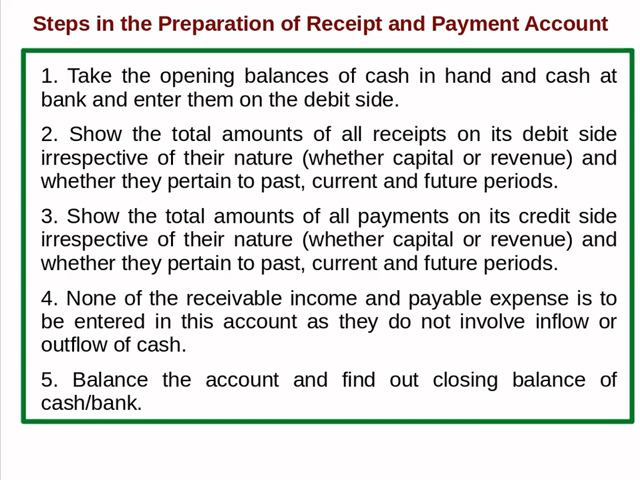 Steps in the Preparation of Receipt and Payment Account
1. Take the opening balances of cash in hand and cash at
bank and enter them on the debit side.
2. Show the total amounts of all receipts on its debit side
irrespective of their nature (whether capital or revenue) and
whether they pertain to past, current and future periods.
3. Show the total amounts of all payments on its credit side
irrespective of their nature (whether capital or revenue) and
whether they pertain to past, current and future periods.
4. None of the receivable income and payable expense is to
be entered in this account as they do not involve inflow or
outflow of cash.
5. Balance the account and find out closing balance of
cash/bank.